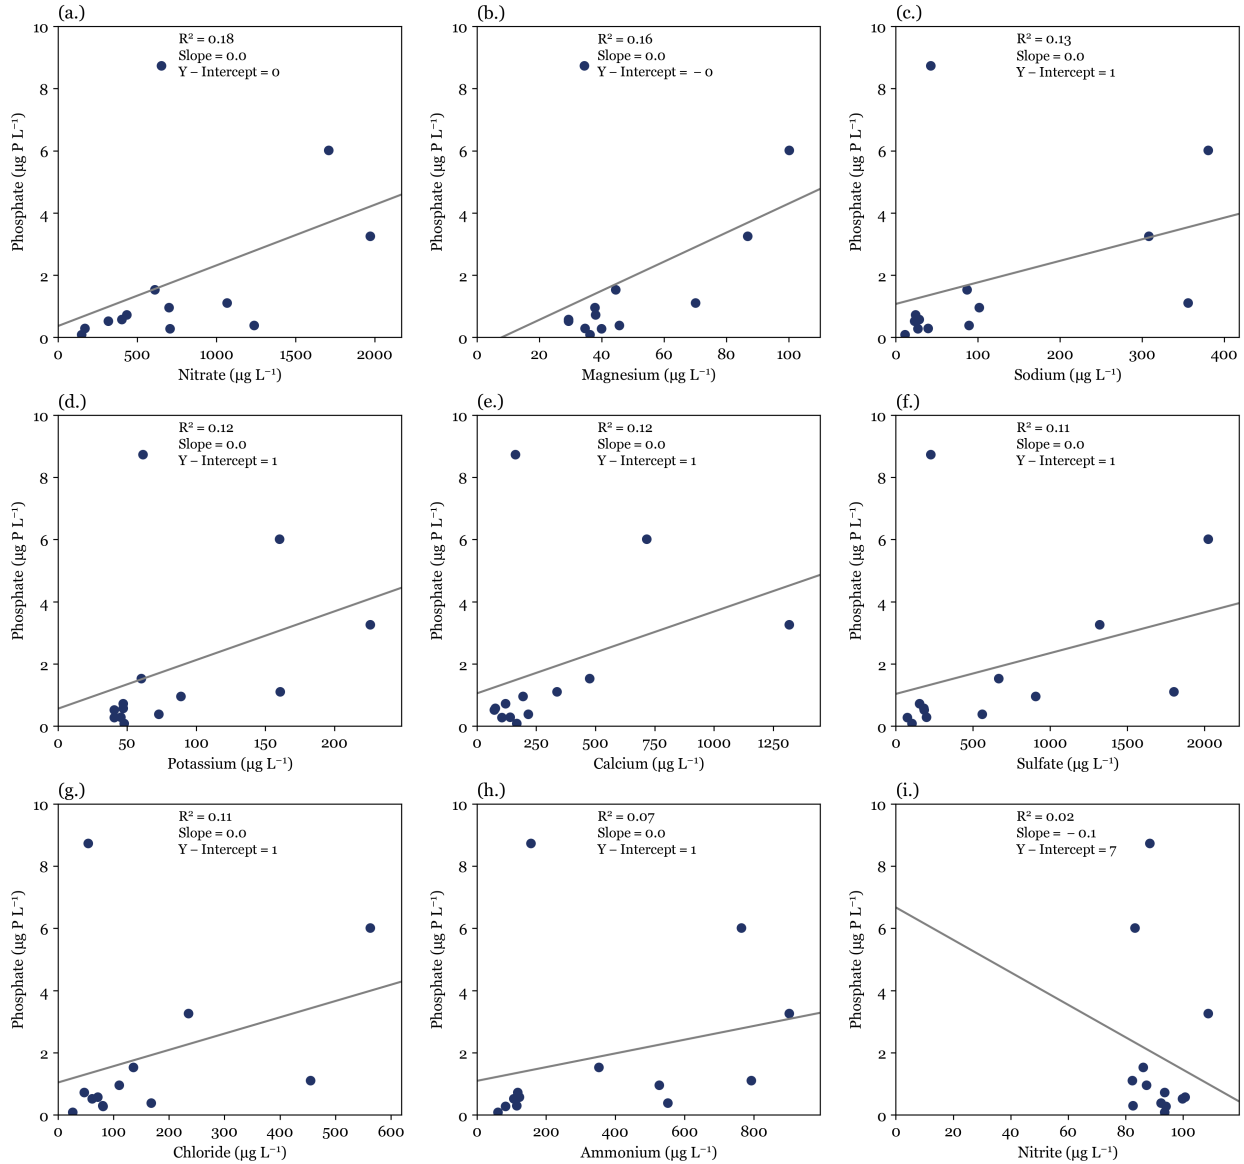 (a.)
R² = 0.18
Slope = 0.0
Y – Intercept = 0
10
8
6
4
2
0
Phosphate (µg P L⁻¹)
0 500 1000 1500 2000
Nitrate (µg L⁻¹)
(b.)
R² = 0.16
Slope = 0.0
Y – Intercept = – 0
10
8
6
4
2
0
Phosphate (µg P L⁻¹)
0 20 40 60 80 100
Magnesium (µg L⁻¹)
(c.)
R² = 0.13
Slope = 0.0
Y – Intercept = 1
10
8
6
4
2
0
Phosphate (µg P L⁻¹)
0 100 200 300 400
Sodium (µg L⁻¹)
(d.)
R² = 0.12
Slope = 0.0
Y – Intercept = 1
10
8
6
4
2
0
Phosphate (µg P L⁻¹)
0 50 100 150 200
Potassium (µg L⁻¹)
(e.)
R² = 0.12
Slope = 0.0
Y – Intercept = 1
10
8
6
4
2
0
Phosphate (µg P L⁻¹)
0 250 500 750 1000 1250
Calcium (µg L⁻¹)
(f.)
R² = 0.11
Slope = 0.0
Y – Intercept = 1
10
8
6
4
2
0
Phosphate (µg P L⁻¹)
0 500 1000 1500 2000
Sulfate (µg L⁻¹)
(g.)
R² = 0.11
Slope = 0.0
Y – Intercept = 1
10
8
6
4
2
0
Phosphate (µg P L⁻¹)
0 100 200 300 400 500 600
Chloride (µg L⁻¹)
(h.)
R² = 0.07
Slope = 0.0
Y – Intercept = 1
10
8
6
4
2
0
Phosphate (µg P L⁻¹)
0 200 400 600 800
Ammonium (µg L⁻¹)
(i.)
R² = 0.02
Slope = – 0.1
Y – Intercept = 7
10
8
6
4
2
0
Phosphate (µg P L⁻¹)
0 20 40 60 80 100
Nitrite (µg L⁻¹)